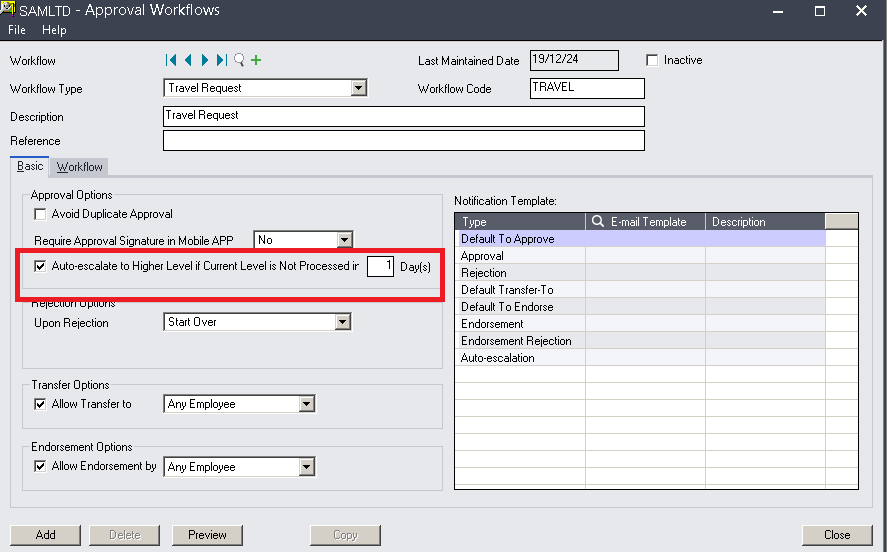 SAMLTD - Approval Workflows
File Help
Workflow
Last Maintained Date 19/12/24 Inactive
Workflow Type Travel Request Workflow Code TRAVEL
Description Travel Request
Reference
Basic Workflow
Approval Options
Avoid Duplicate Approval
Require Approval Signature in Mobile APP No
Auto-escalate to Higher Level if Current Level is Not Processed in 1 Day(s)
Rejection Options
Upon Rejection Start Over
Transfer Options
Allow Transfer to Any Employee
Endorsement Options
Allow Endorsement by Any Employee
Notification Template:
Type E-mail Template Description
Default To Approve
Approval
Rejection
Default Transfer-To
Default To Endorse
Endorsement
Endorsement Rejection
Auto-escalation
Add Delete Preview Copy Close